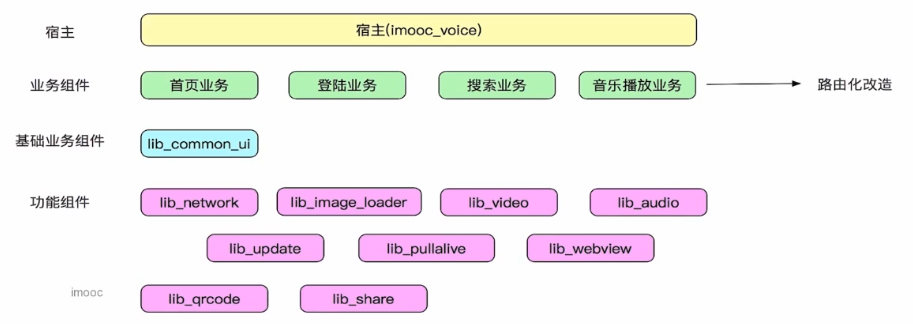 宿主
宿主(imooc_voice)
业务组件
首页业务
登陆业务
搜索业务
音乐播放业务
路由化改造
基础业务组件
lib_common_ui
功能组件
lib_network
lib_image_loader
lib_video
lib_audio
lib_update
lib_pullalive
lib_webview
imooc
lib_qrcode
lib_share